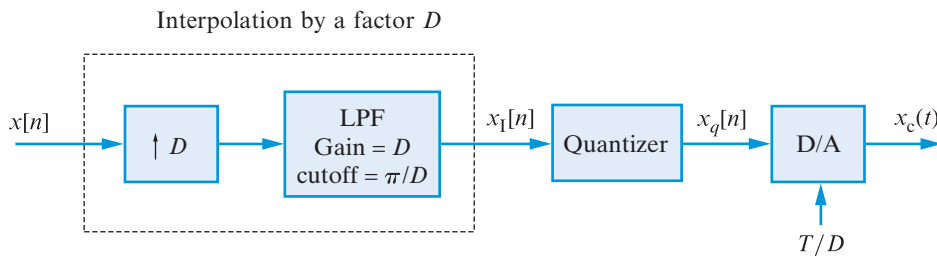 Interpolation by a factor D
x[n]
↑ D
LPF
Gain = D
cutoff = π/D
x_I[n]
Quantizer
x_q[n]
D/A
x_c(t)
T/D